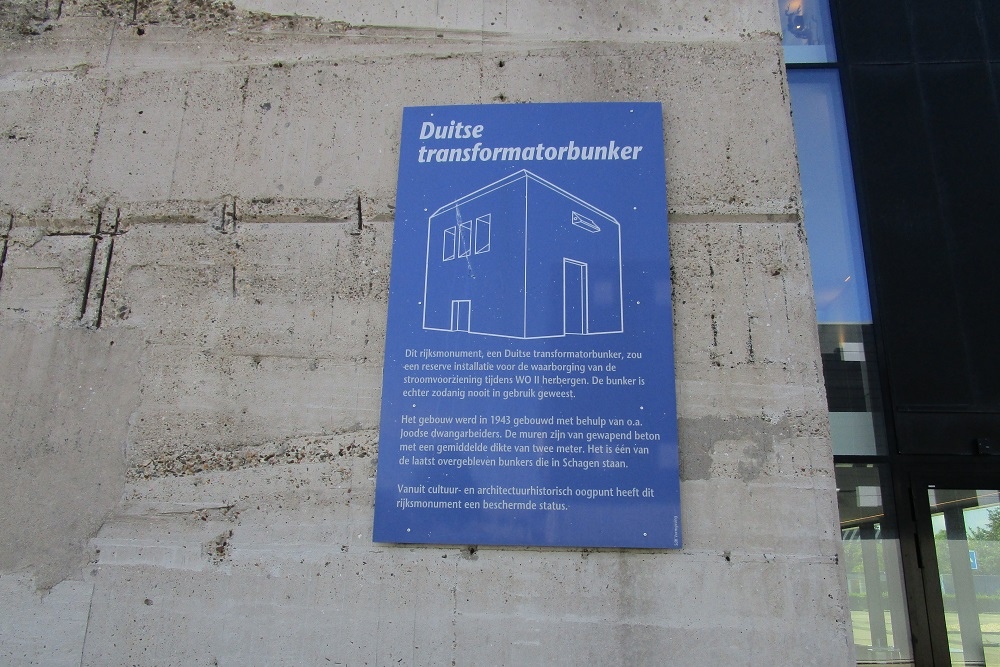 Duitse
transformatorbunker
Dit rijksmonument, een Duitse transformatorbunker, zou
een reserve installatie voor de waarborging van de
stroomvoorziening tijdens WO II herbergen. De bunker is
echter zodanig nooit in gebruik geweest.
Het gebouw werd in 1943 gebouwd met behulp van o.a.
Joodse dwangarbeiders. De muren zijn van gewapend beton
met een gemiddelde dikte van twee meter. Het is één van
de laatst overgebleven bunkers die in Schagen staan.
Vanuit cultuur- en architectuurhistorisch oogpunt heeft dit
rijksmonument een beschermde status.